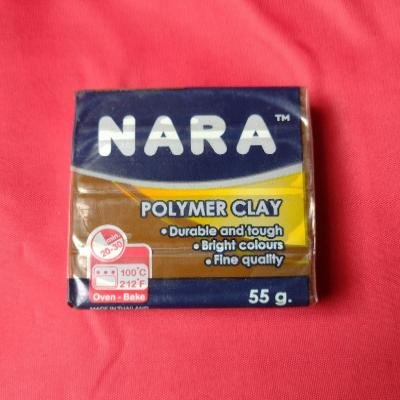 NARA™
POLYMER CLAY
• Durable and tough
• Bright colours
• Fine quality
min.
20-30
100°C
212°F
Oven - Bake
55 g.
MADE IN THAILAND